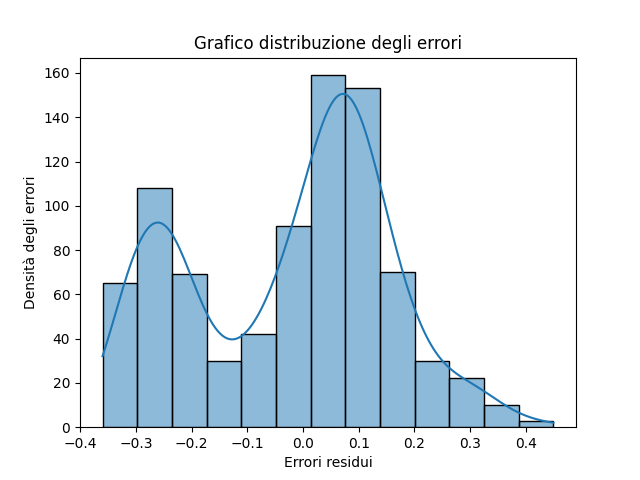 Grafico distribuzione degli errori
160
140
120
100
80
60
40
20
0
Densità degli errori
−0.4 −0.3 −0.2 −0.1 0.0 0.1 0.2 0.3 0.4
Errori residui